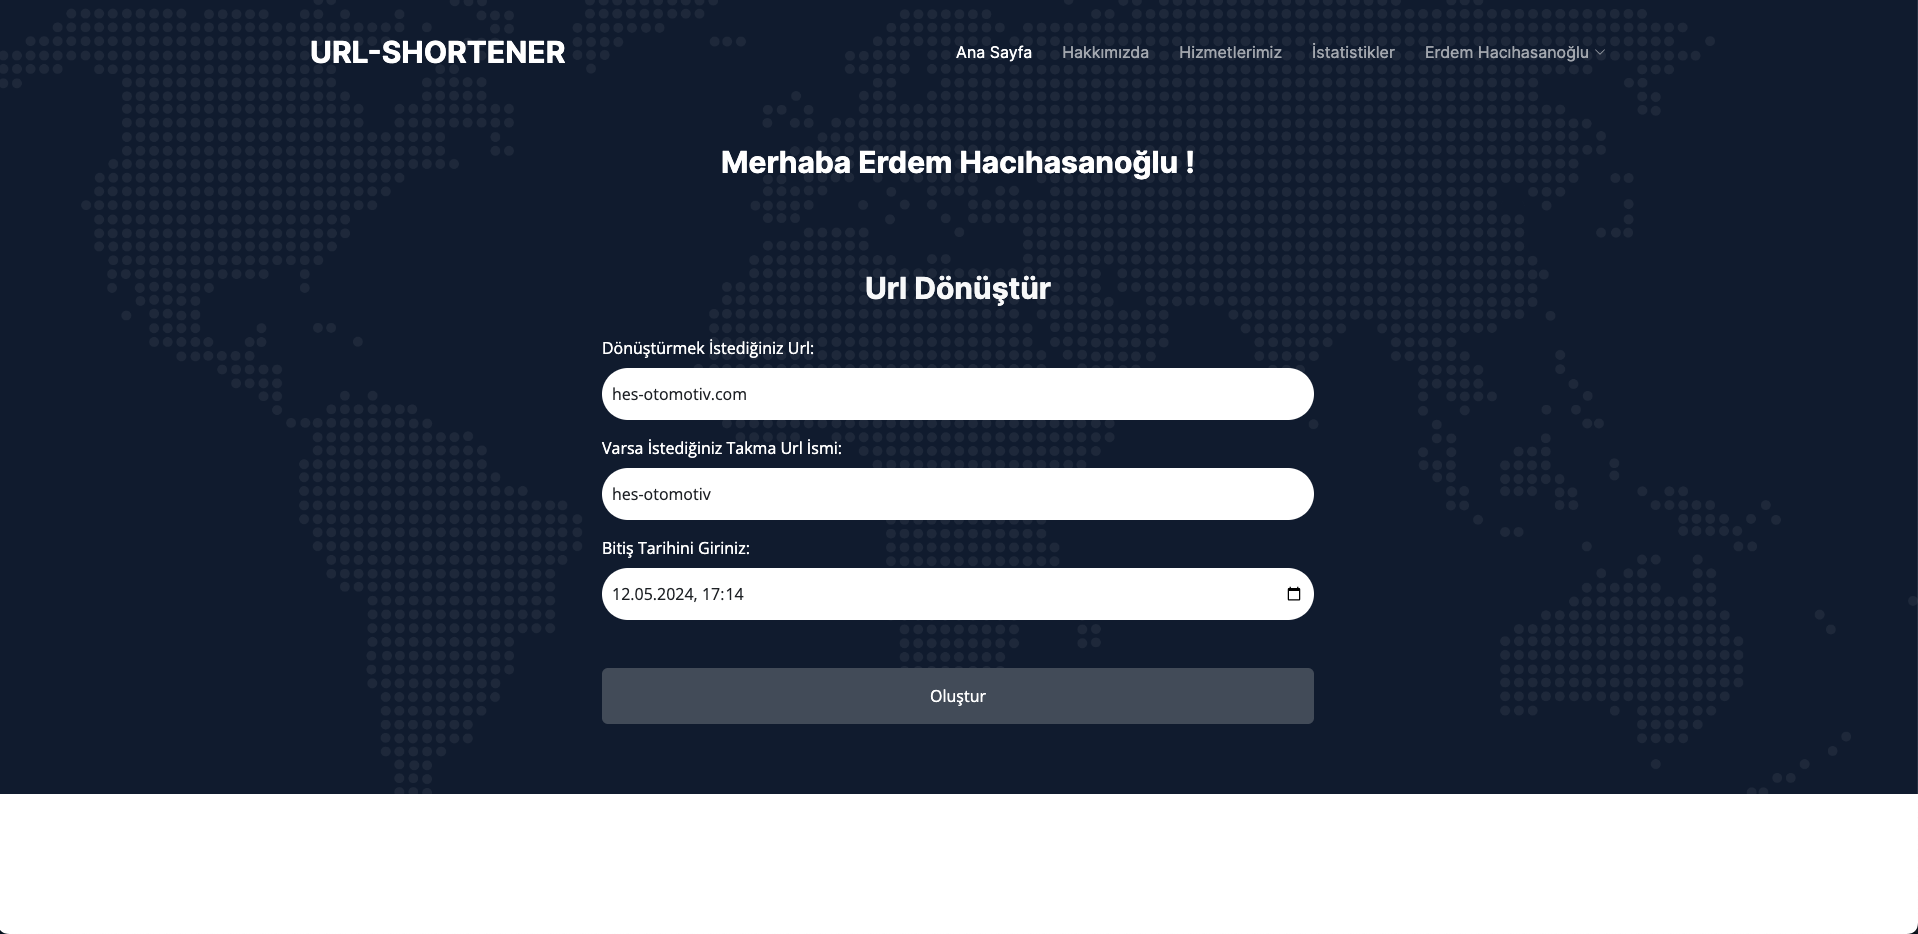 URL-SHORTENER
Ana Sayfa Hakkımızda Hizmetlerimiz İstatistikler Erdem Hacıhasanoğlu
Merhaba Erdem Hacıhasanoğlu !
Url Dönüştür
Dönüştürmek İstediğiniz Url:
hes-otomotiv.com
Varsa İstediğiniz Takma Url İsmi:
hes-otomotiv
Bitiş Tarihini Giriniz:
12.05.2024, 17:14
Oluştur